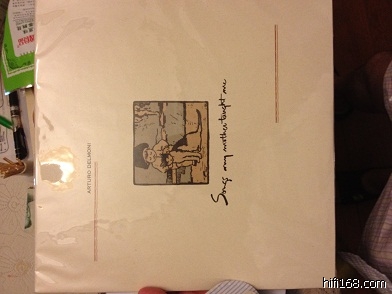 ARTURO DELMONI
Songs my mother taught me
hifi168.com